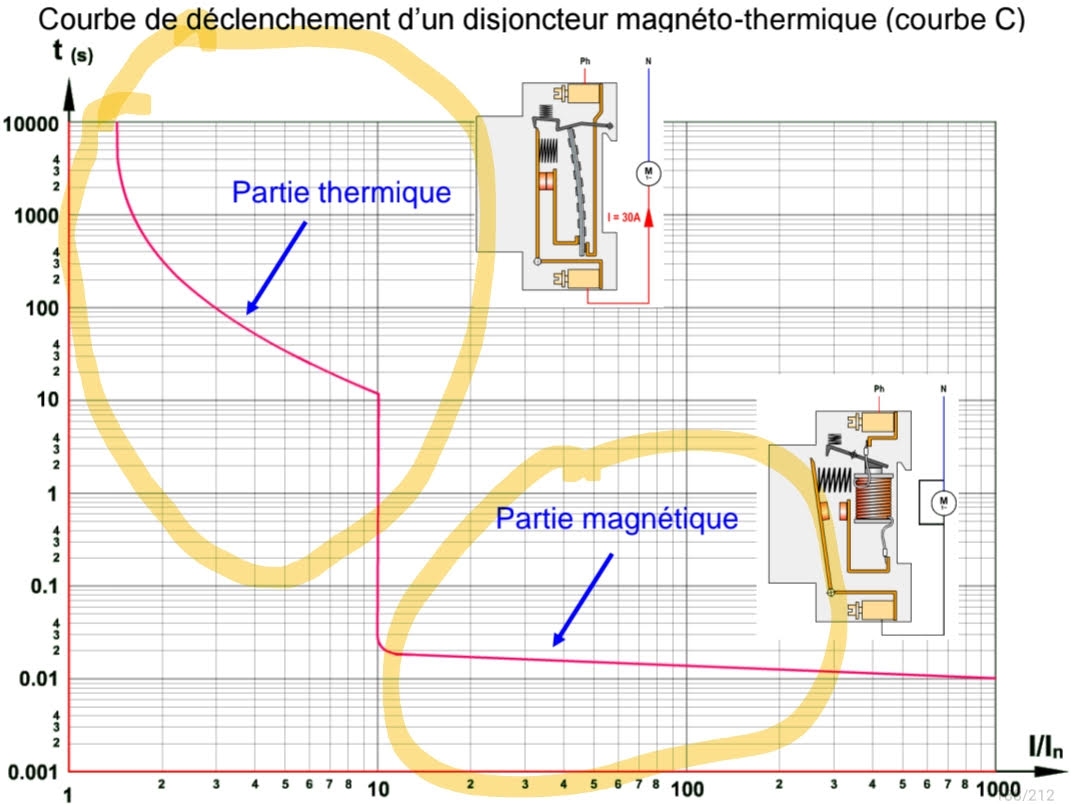 Courbe de déclenchement d'un disjoncteur magnéto-thermique (courbe C)
t (s)
Ph
N
10000
4
3
2
M
1~
Partie thermique
1000
I = 30A
4
3
2
100
4
3
2
Ph
N
10
4
3
2
1
M
1~
Partie magnétique
4
3
2
0.1
4
3
2
0.01
4
3
2
I/In
0.001
1
2 3 4 5 6 7 8 10 2 3 4 5 6 7 8 100 2 3 4 5 6 7 8 1000
/212